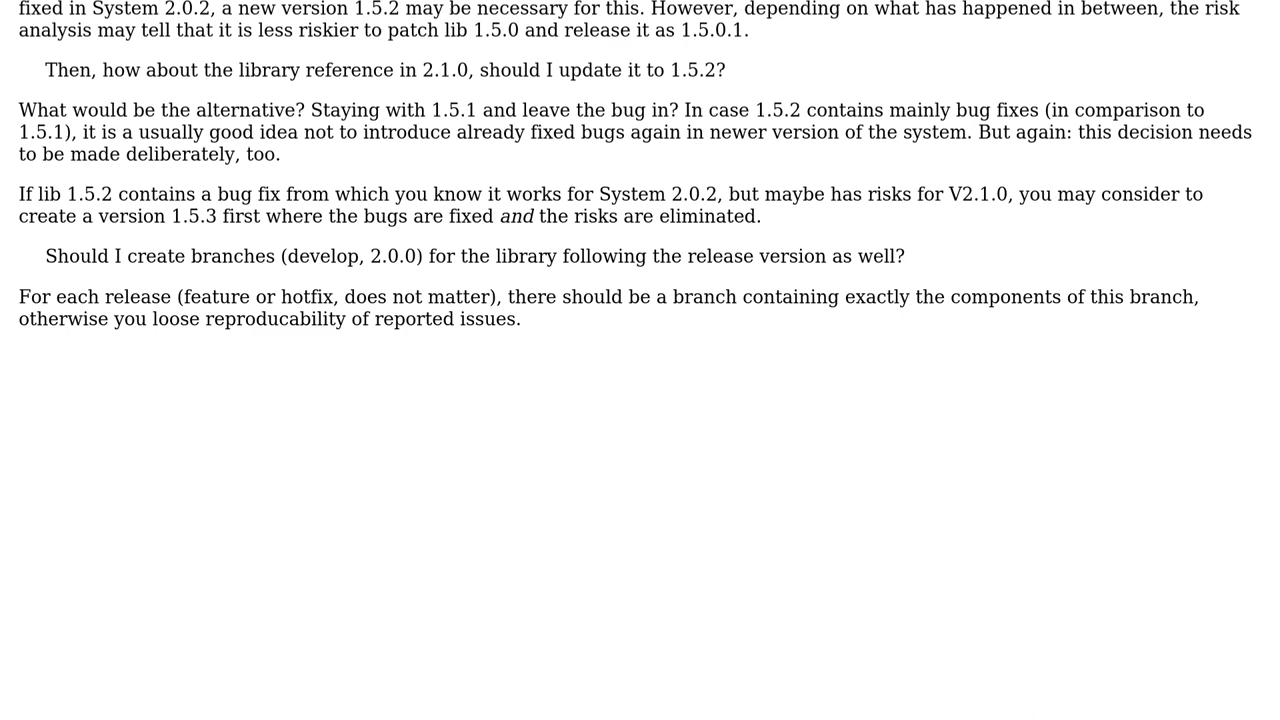 fixed in System 2.0.2, a new version 1.5.2 may be necessary for this. However, depending on what has happened in between, the risk
analysis may tell that it is less riskier to patch lib 1.5.0 and release it as 1.5.0.1.
Then, how about the library reference in 2.1.0, should I update it to 1.5.2?
What would be the alternative? Staying with 1.5.1 and leave the bug in? In case 1.5.2 contains mainly bug fixes (in comparison to
1.5.1), it is a usually good idea not to introduce already fixed bugs again in newer version of the system. But again: this decision needs
to be made deliberately, too.
If lib 1.5.2 contains a bug fix from which you know it works for System 2.0.2, but maybe has risks for V2.1.0, you may consider to
create a version 1.5.3 first where the bugs are fixed and the risks are eliminated.
Should I create branches (develop, 2.0.0) for the library following the release version as well?
For each release (feature or hotfix, does not matter), there should be a branch containing exactly the components of this branch,
otherwise you loose reproducability of reported issues.